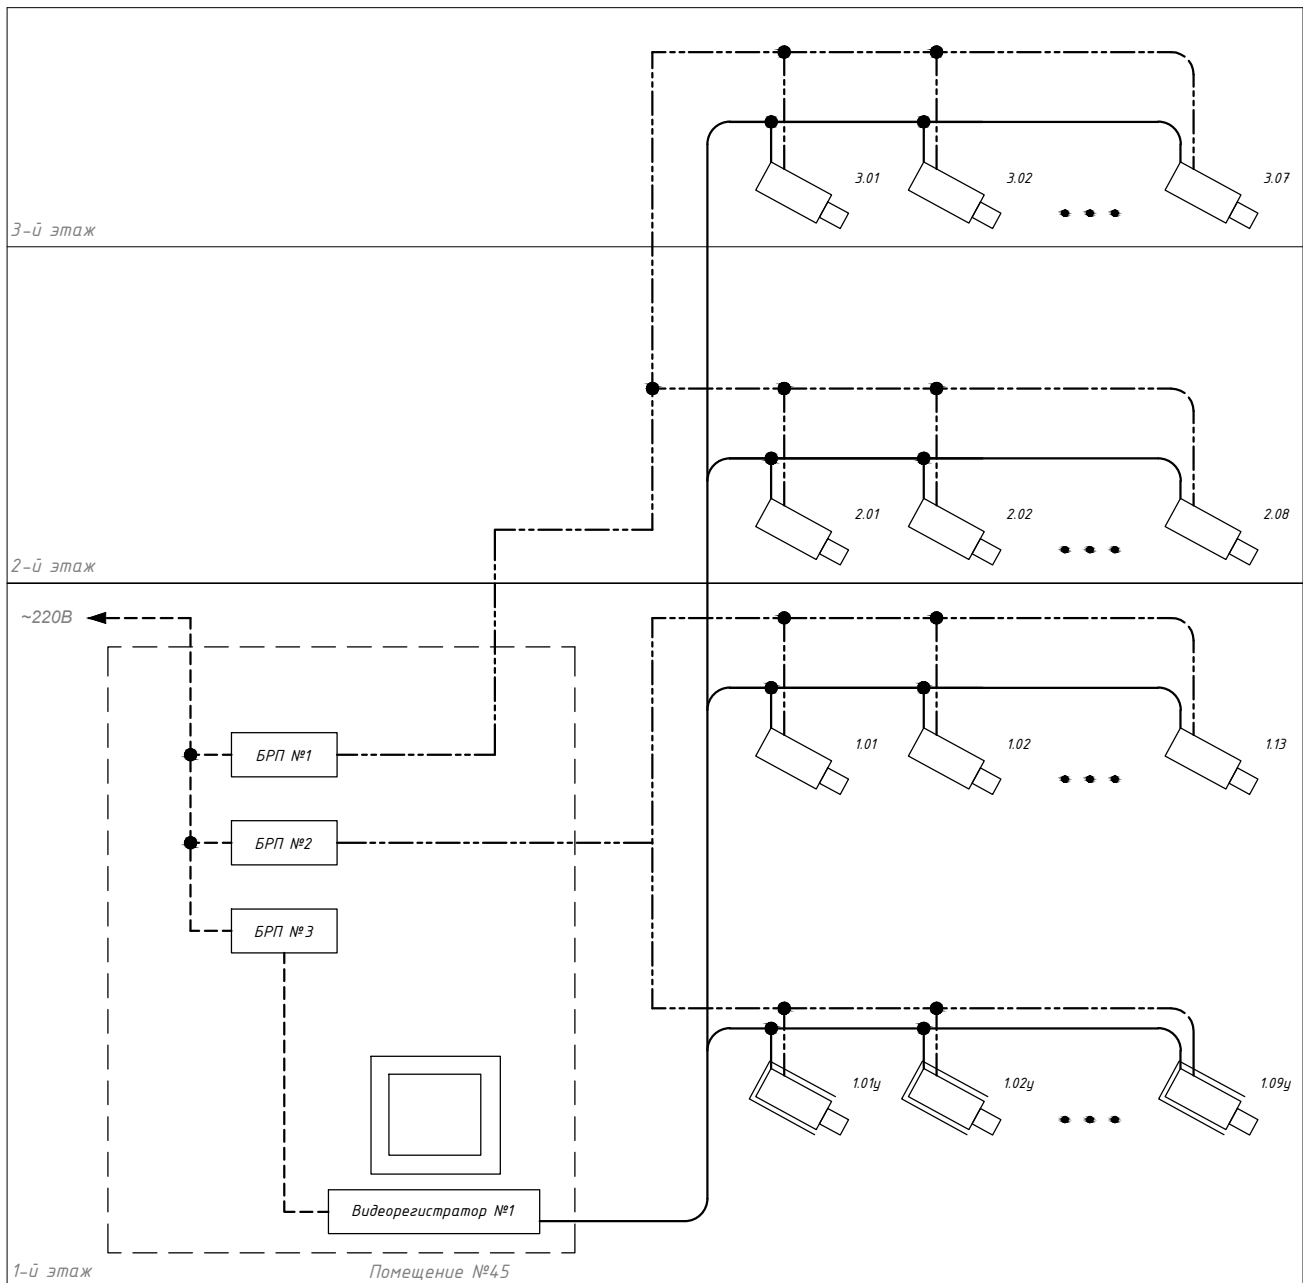 3.01
3.02
3.07
3-й этаж
2.01
2.02
2.08
2-й этаж
~220В
1.01
1.02
1.13
БРП №1
БРП №2
БРП №3
1.01у
1.02у
1.09у
Видеорегистратор №1
1-й этаж
Помещение №45